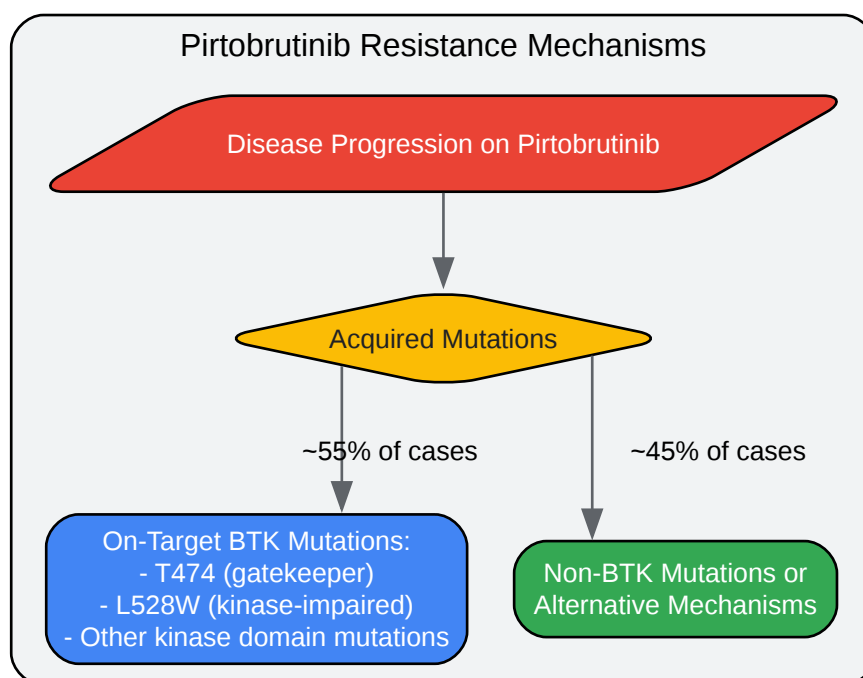 Pirtobrutinib Resistance Mechanisms
Disease Progression on Pirtobrutinib
Acquired Mutations
~55% of cases
~45% of cases
On-Target BTK Mutations:
- T474 (gatekeeper)
- L528W (kinase-impaired)
- Other kinase domain mutations
Non-BTK Mutations or
Alternative Mechanisms